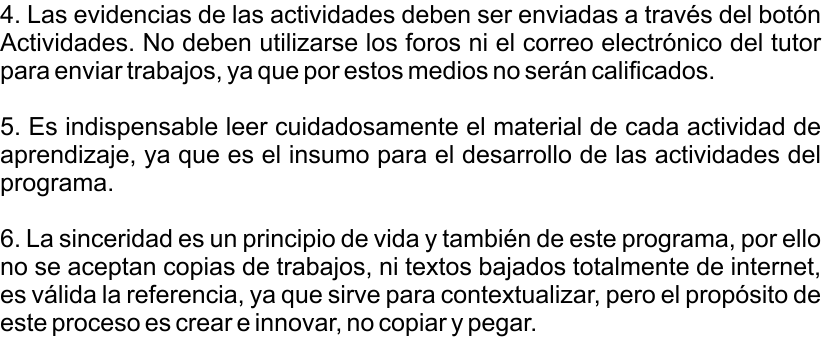 4. Las evidencias de las actividades deben ser enviadas a través del botón
Actividades. No deben utilizarse los foros ni el correo electrónico del tutor
para enviar trabajos, ya que por estos medios no serán calificados.
5. Es indispensable leer cuidadosamente el material de cada actividad de
aprendizaje, ya que es el insumo para el desarrollo de las actividades del
programa.
6. La sinceridad es un principio de vida y también de este programa, por ello
no se aceptan copias de trabajos, ni textos bajados totalmente de internet,
es válida la referencia, ya que sirve para contextualizar, pero el propósito de
este proceso es crear e innovar, no copiar y pegar.